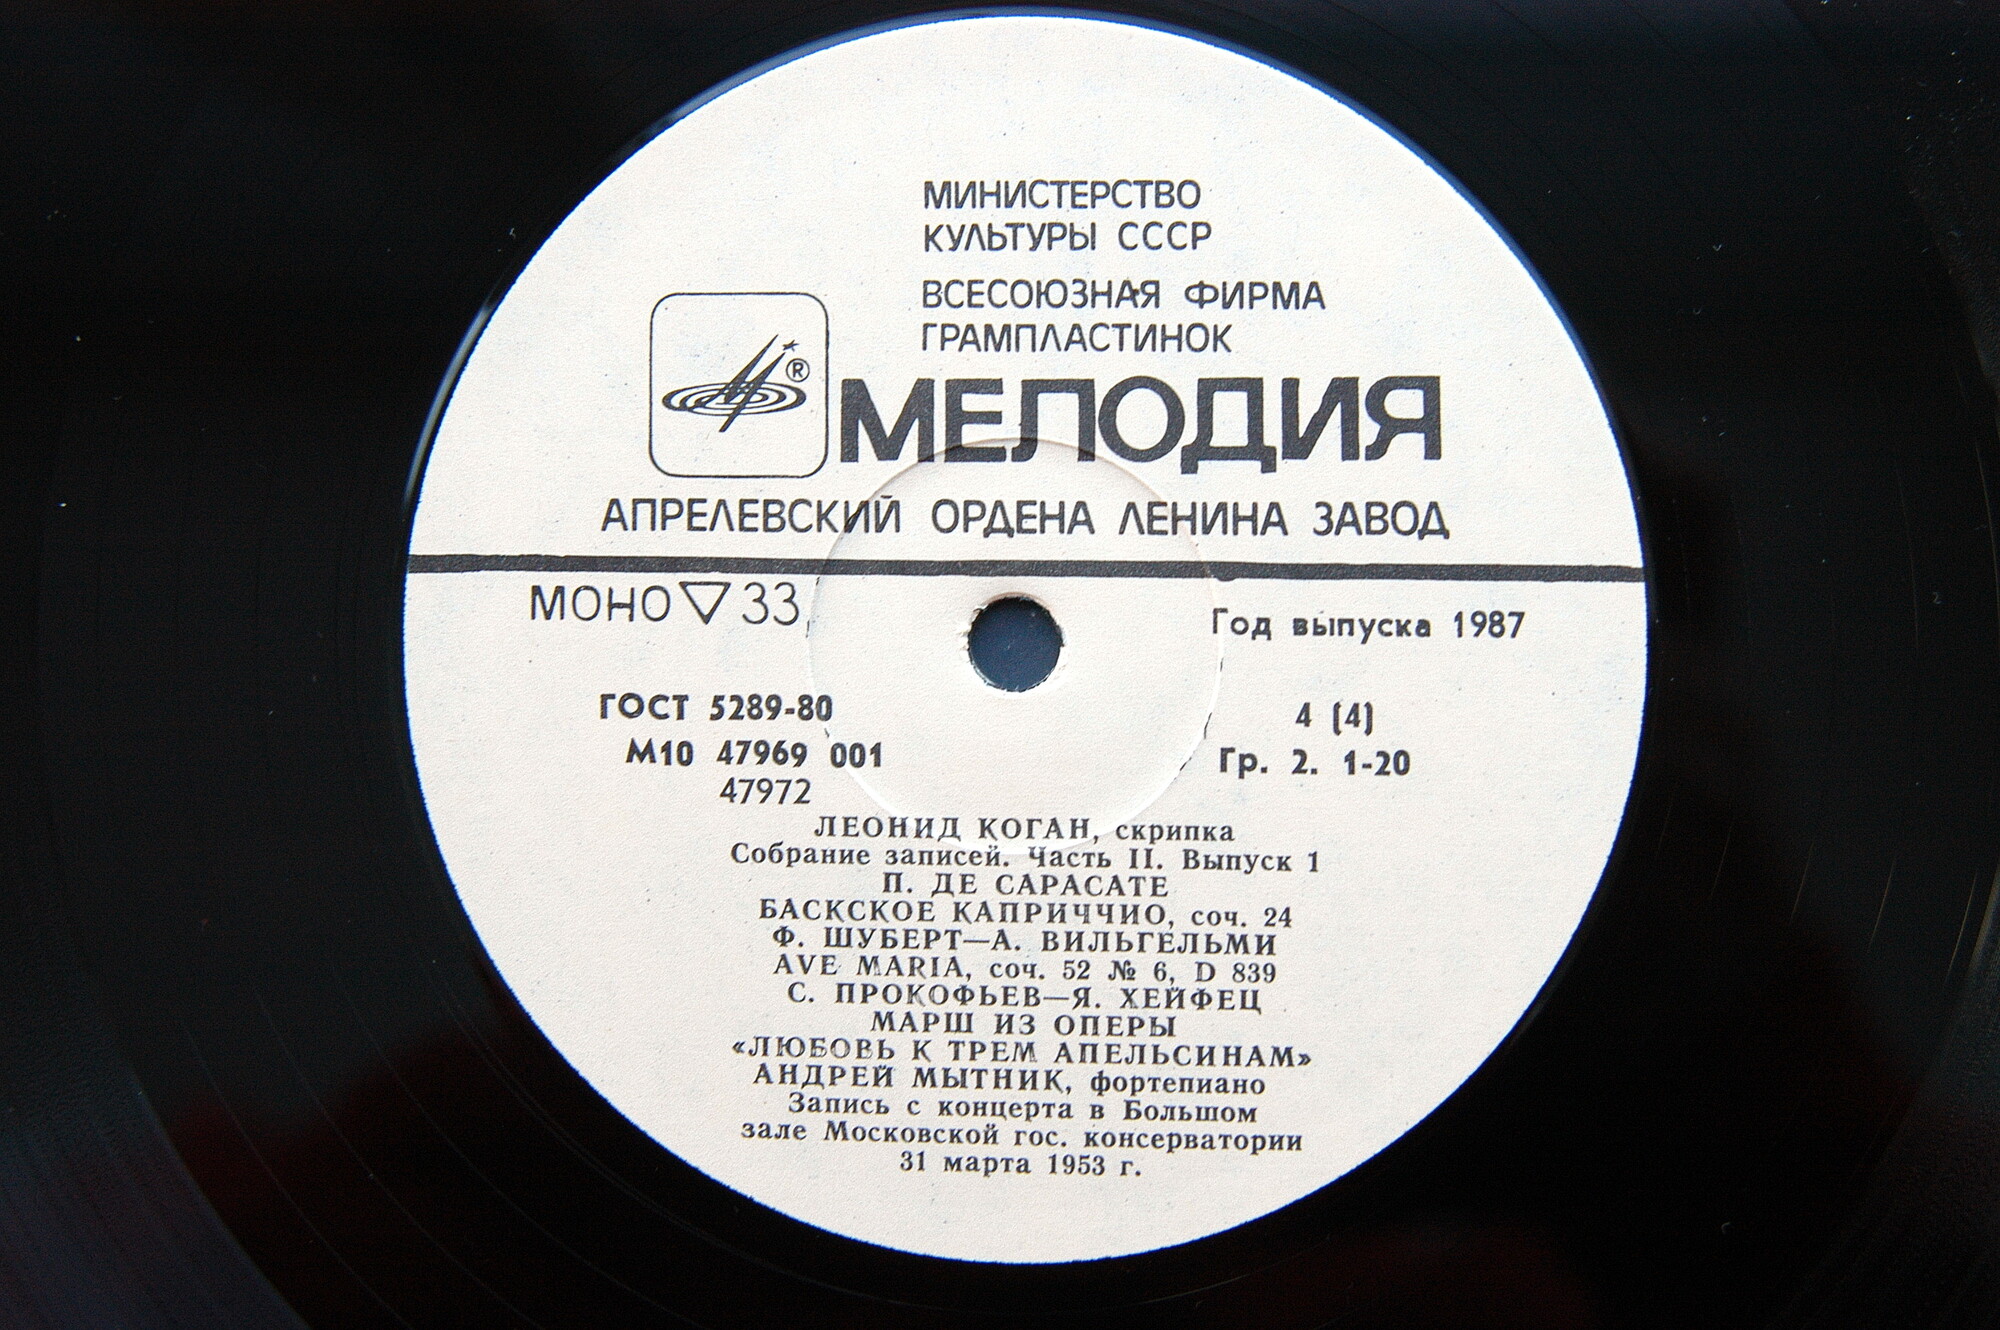 МИНИСТЕРСТВО
КУЛЬТУРЫ СССР
ВСЕСОЮЗНАЯ ФИРМА
ГРАМПЛАСТИНОК
®
МЕЛОДИЯ
АПРЕЛЕВСКИЙ ОРДЕНА ЛЕНИНА ЗАВОД
МОНО ▽ 33
Год выпуска 1987
ГОСТ 5289-80
4 (4)
М10 47969 001
Гр. 2. 1-20
47972
ЛЕОНИД КОГАН, скрипка
Собрание записей. Часть II. Выпуск 1
П. ДЕ САРАСАТЕ
БАСКСКОЕ КАПРИЧЧИО, соч. 24
Ф. ШУБЕРТ—А. ВИЛЬГЕЛЬМИ
AVE MARIA, соч. 52 № 6, D 839
С. ПРОКОФЬЕВ—Я. ХЕЙФЕЦ
МАРШ ИЗ ОПЕРЫ
«ЛЮБОВЬ К ТРЕМ АПЕЛЬСИНАМ»
АНДРЕЙ МЫТНИК, фортепиано
Запись с концерта в Большом
зале Московской гос. консерватории
31 марта 1953 г.